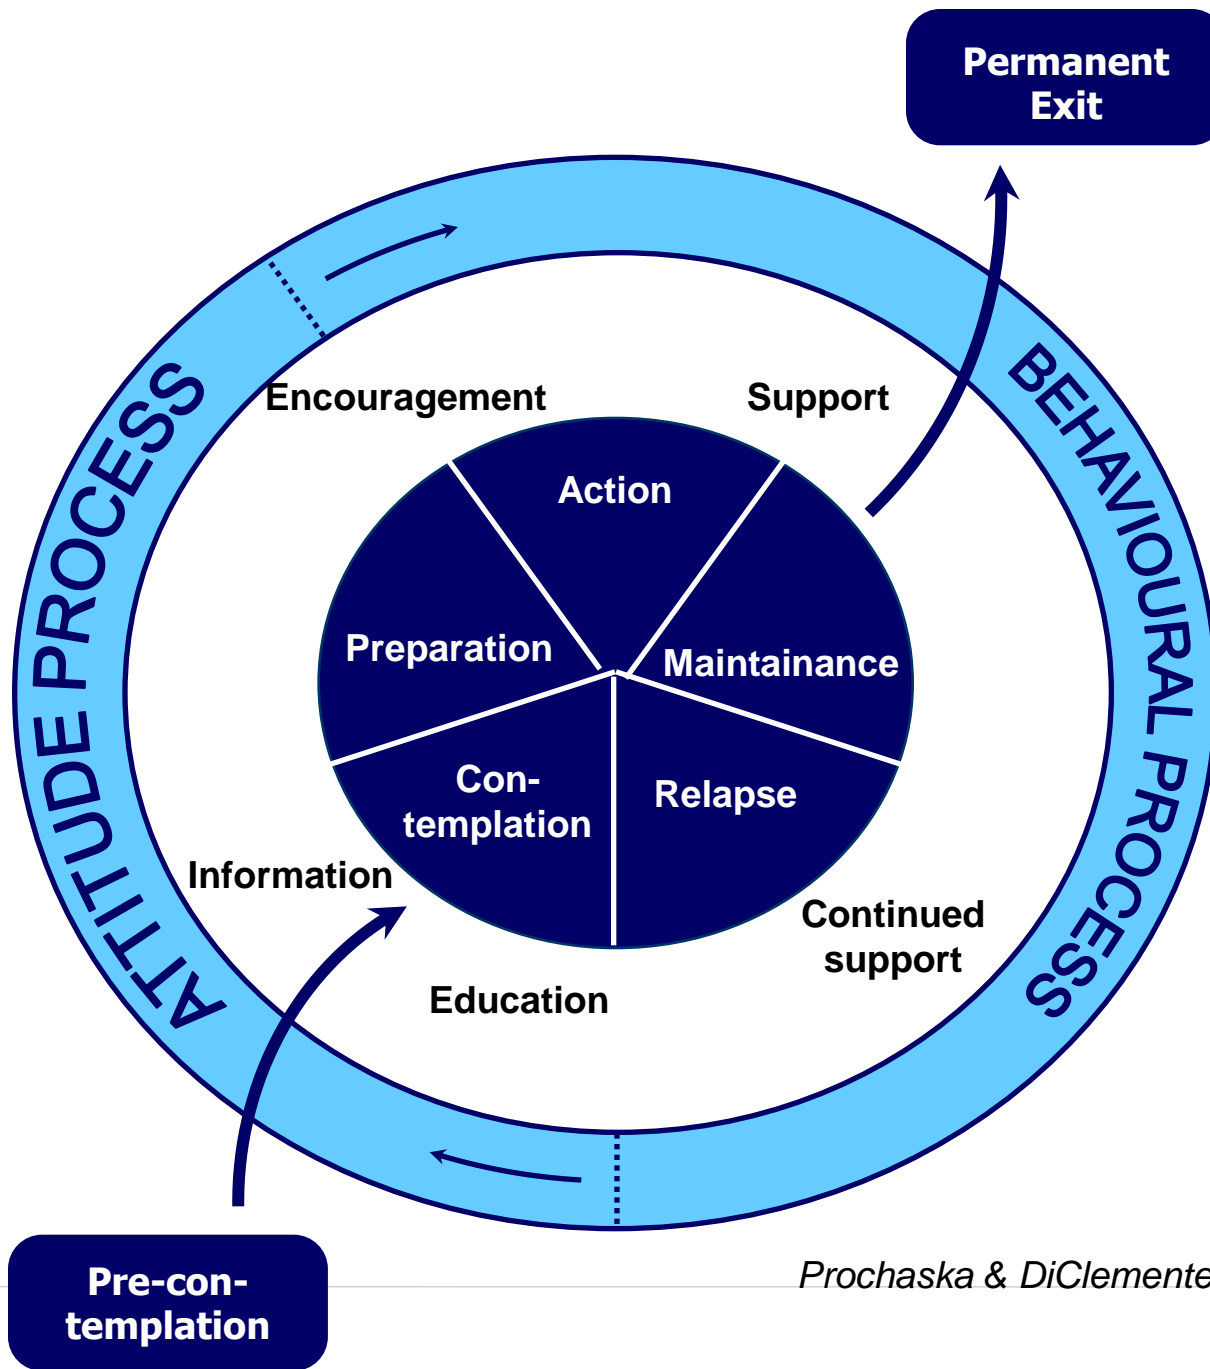 Permanent
Exit
ATTITUDE PROCESS
BEHAVIOURAL PROCESS
Encouragement
Support
Action
Preparation
Maintainance
Con-
templation
Relapse
Information
Continued
support
Education
Pre-con-
templation
Prochaska & DiClemente